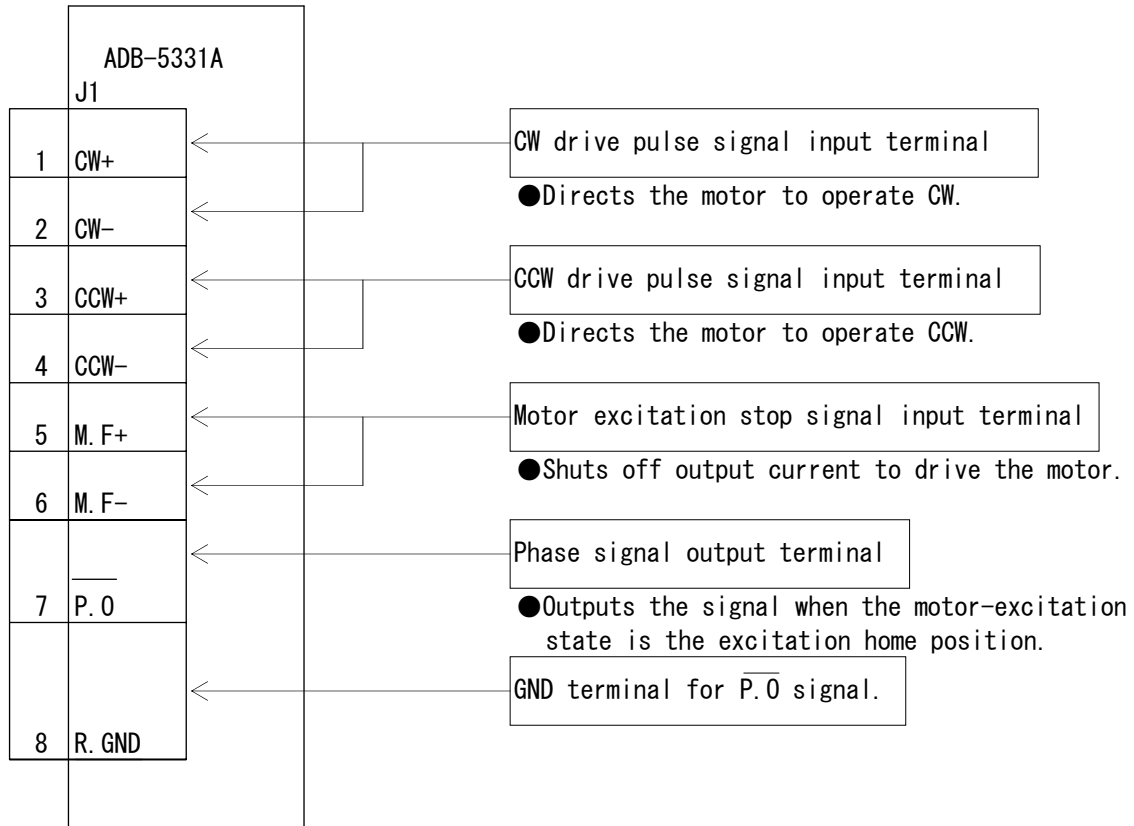 ADB-5331A
J1
1 CW+
CW drive pulse signal input terminal
●Directs the motor to operate CW.
2 CW-
3 CCW+
CCW drive pulse signal input terminal
●Directs the motor to operate CCW.
4 CCW-
5 M.F+
Motor excitation stop signal input terminal
●Shuts off output current to drive the motor.
6 M.F-
7 P.O
Phase signal output terminal
●Outputs the signal when the motor-excitation
state is the excitation home position.
GND terminal for P.O signal.
8 R.GND